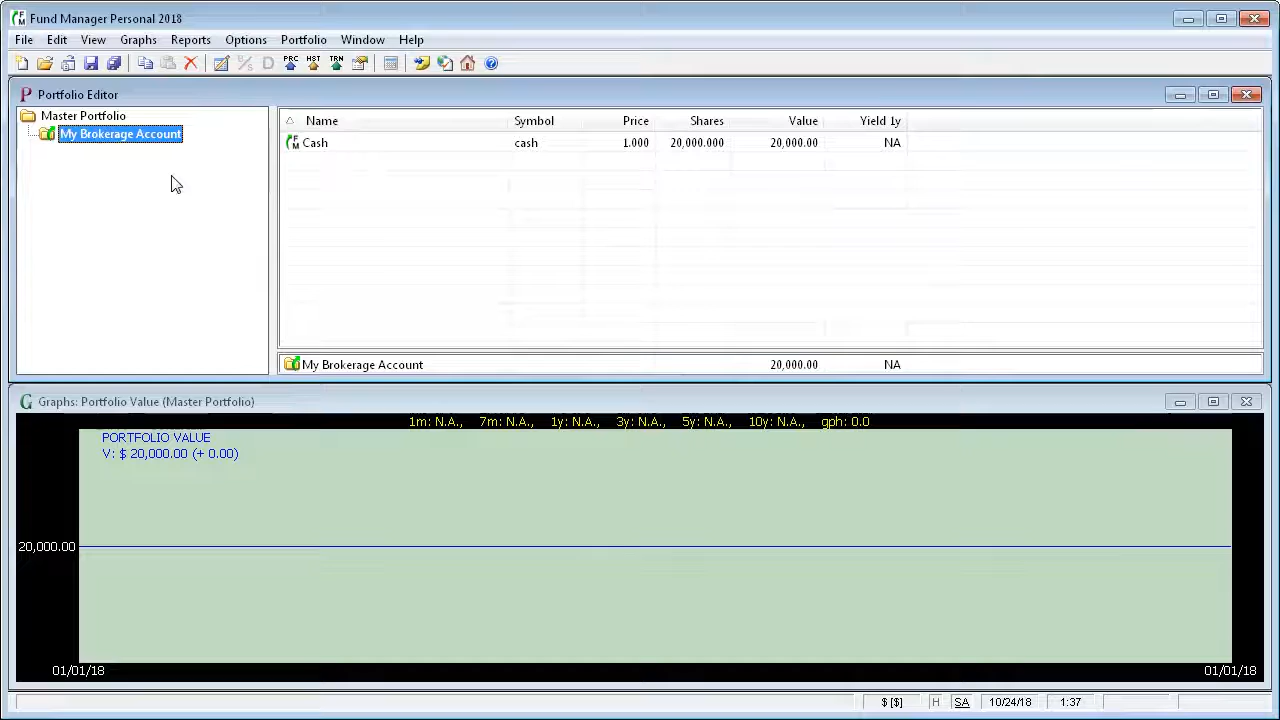 Fund Manager Personal 2018
File Edit View Graphs Reports Options Portfolio Window Help
PRC HST TRN
Portfolio Editor
Master Portfolio
My Brokerage Account
Name Symbol Price Shares Value Yield 1y
Cash cash 1.000 20,000.000 20,000.00 NA
My Brokerage Account 20,000.00 NA
Graphs: Portfolio Value (Master Portfolio)
1m: N.A., 7m: N.A., 1y: N.A., 3y: N.A., 5y: N.A., 10y: N.A., gph: 0.0
PORTFOLIO VALUE
V: $ 20,000.00 (+ 0.00)
20,000.00
01/01/18 01/01/18
$ [$] H SA 10/24/18 1:37